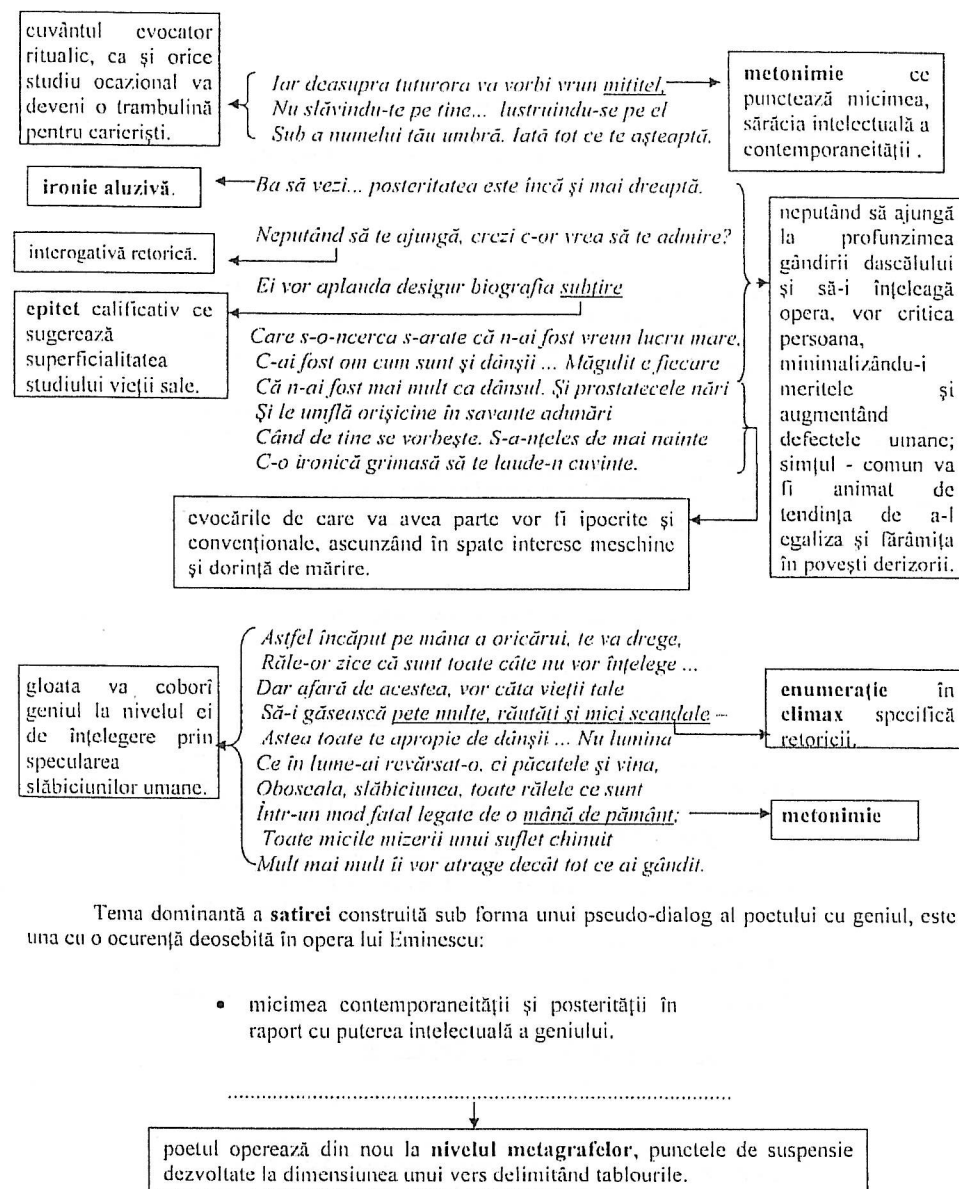 cuvântul evocator
ritualic, ca și orice
studiu ocazional va
deveni o trambulină
pentru carieriști.
Iar deasupra tuturora va vorbi vrun mititel,
Nu slăvindu-te pe tine... lustruindu-se pe el
Sub a numelui tău umbră. Iată tot ce te așteaptă.
metonimie ce
punctează micimea,
sărăcia intelectuală a
contemporaneității .
ironie aluzivă.
Ba să vezi... posteritatea este încă și mai dreaptă.
interogativă retorică.
Neputând să te ajungă, crezi c-or vrea să te admire?
Ei vor aplauda desigur biografia subțire
epitet calificativ ce
sugerează
superficialitatea
studiului vieții sale.
Care s-o-ncerca s-arate că n-ai fost vreun lucru mare,
C-ai fost om cum sunt și dânșii ... Măgulit e fiecare
Că n-ai fost mai mult ca dânsul. Și prostatecele nări
Și le umflă orișicine în savante adunări
Când de tine se vorbește. S-a-nțeles de mai nainte
C-o ironică grimasă să te laude-n cuvinte.
neputând să ajungă
la profunzimea
gândirii dascălului
și să-i înțeleagă
opera, vor critica
persoana,
minimalizându-i
meritele și
augmentând
defectele umane;
simțul - comun va
fi animat de
tendința de a-l
egaliza și fărâmița
în povești derizorii.
evocările de care va avea parte vor fi ipocrite și
convenționale, ascunzând în spate interese meschine
și dorință de mărire.
gloata va coborî
geniul la nivelul ei
de înțelegere prin
specularea
slăbiciunilor umane.
Astfel încăput pe mâna a oricărui, te va drege,
Rele-or zice că sunt toate câte nu vor înțelege ...
Dar afară de acestea, vor căta vieții tale
Să-i găsească pete multe, răutăți și mici scandale –
Astea toate te apropie de dânșii ... Nu lumina
Ce în lume-ai revărsat-o, ci păcatele și vina,
Oboseala, slăbiciunea, toate relele ce sunt
Într-un mod fatal legate de o mână de pământ;
Toate micile mizerii unui suflet chinuit
Mult mai mult îi vor atrage decât tot ce ai gândit.
enumerație în
climax specifică
retoricii.
metonimie
Tema dominantă a satirei construită sub forma unui pseudo-dialog al poetului cu geniul, este
una cu o ocurență deosebită în opera lui Eminescu:
• micimea contemporaneității și posterității în
raport cu puterea intelectuală a geniului.
......................................................................
poetul operează din nou la nivelul metagrafelor, punctele de suspensie
dezvoltate la dimensiunea unui vers delimitând tablourile.